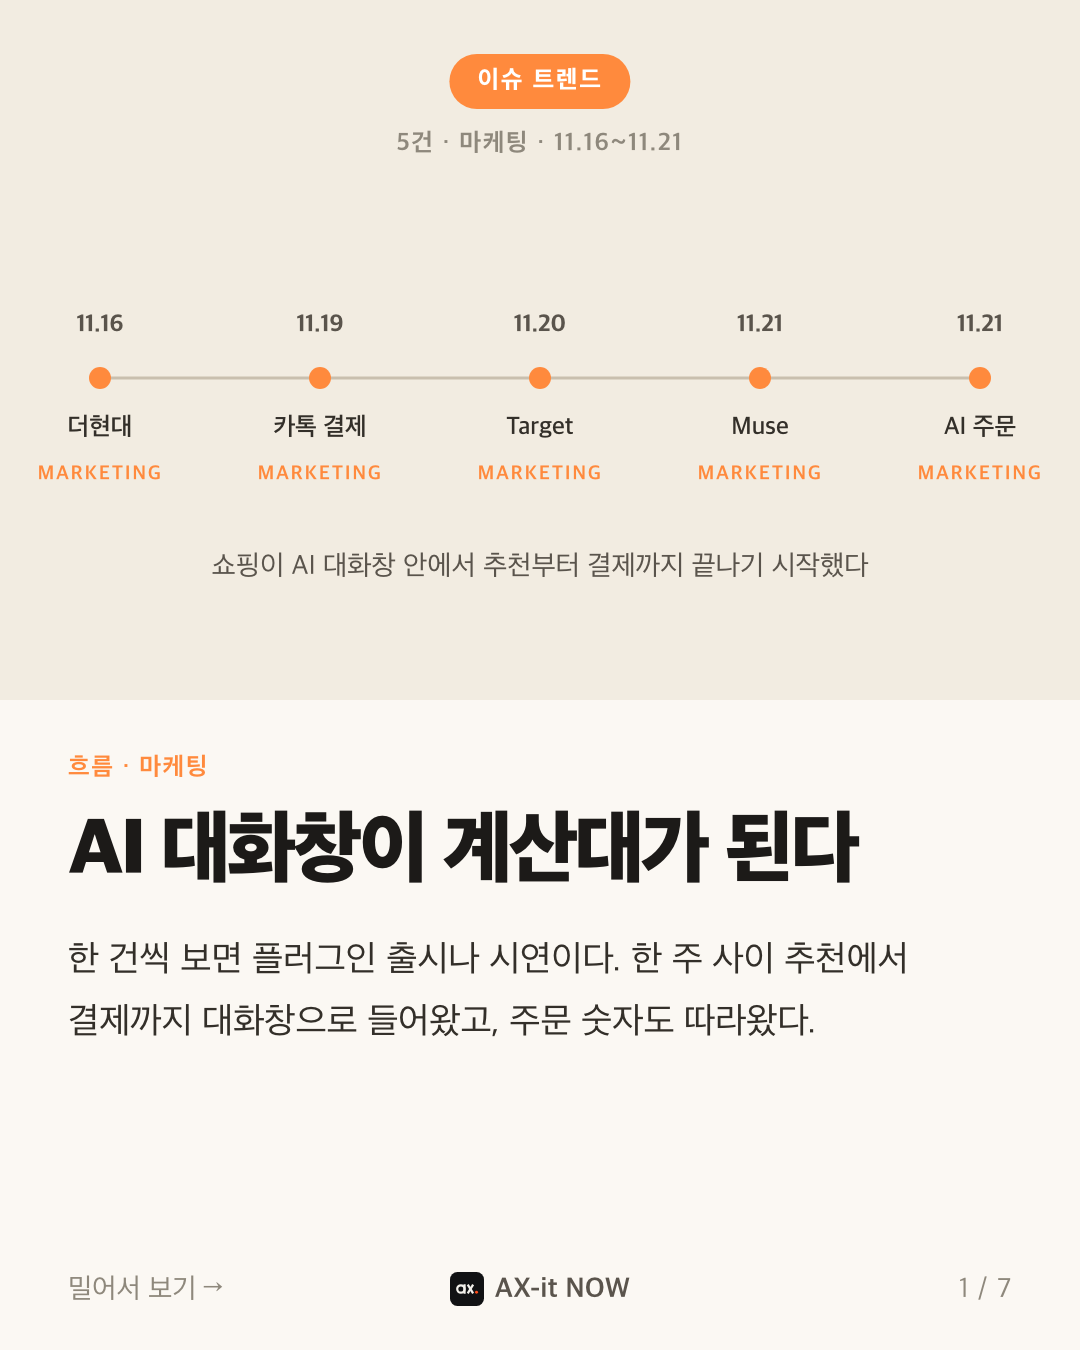 이슈 트렌드
5건 · 마케팅 · 11.16~11.21
11.16 11.19 11.20 11.21 11.21
더현대 카톡 결제 Target Muse AI 주문
MARKETING MARKETING MARKETING MARKETING MARKETING
쇼핑이 AI 대화창 안에서 추천부터 결제까지 끝나기 시작했다
흐름 · 마케팅
AI 대화창이 계산대가 된다
한 건씩 보면 플러그인 출시나 시연이다. 한 주 사이 추천에서
결제까지 대화창으로 들어왔고, 주문 숫자도 따라왔다.
밀어서 보기 → ax. AX-it NOW 1 / 7